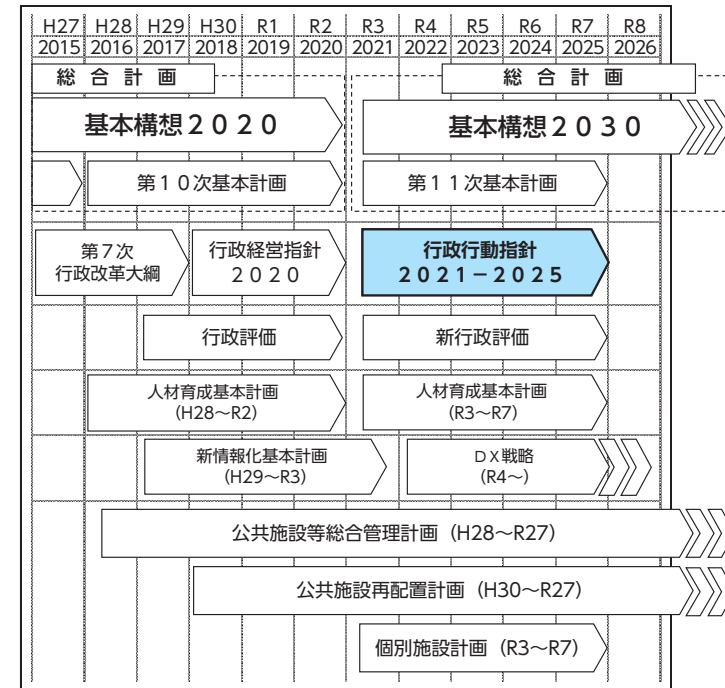 H27 H28 H29 H30 R1 R2 R3 R4 R5 R6 R7 R8
2015 2016 2017 2018 2019 2020 2021 2022 2023 2024 2025 2026
総合計画 総合計画
基本構想２０２０ 基本構想２０３０
第１０次基本計画 第１１次基本計画
第７次 行政経営指針 行政行動指針
行政改革大綱 ２０２０ ２０２１－２０２５
行政評価 新行政評価
人材育成基本計画 人材育成基本計画
(H28～R2) (R3～R7)
新情報化基本計画 ＤＸ戦略
(H29～R3) (R4～)
公共施設等総合管理計画（H28～R27）
公共施設再配置計画（H30～R27）
個別施設計画（R3～R7）